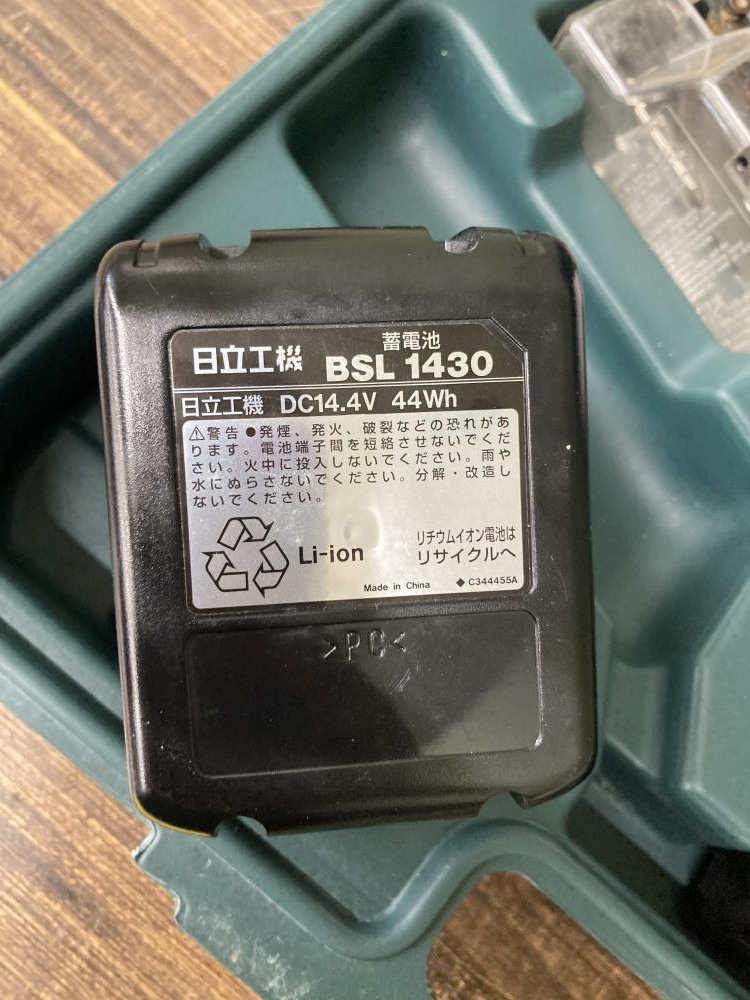 日立工機 蓄電池
BSL 1430
日立工機 DC14.4V 44Wh
⚠警告 ●発煙、発火、破裂などの恐れがあ
ります。電池端子間を短絡させないでくだ
さい。火中に投入しないでください。雨や
水にぬらさないでください。分解・改造し
ないでください。
Li-ion
リチウムイオン電池は
リサイクルへ
Made in China ◆ C344455A
>PC<